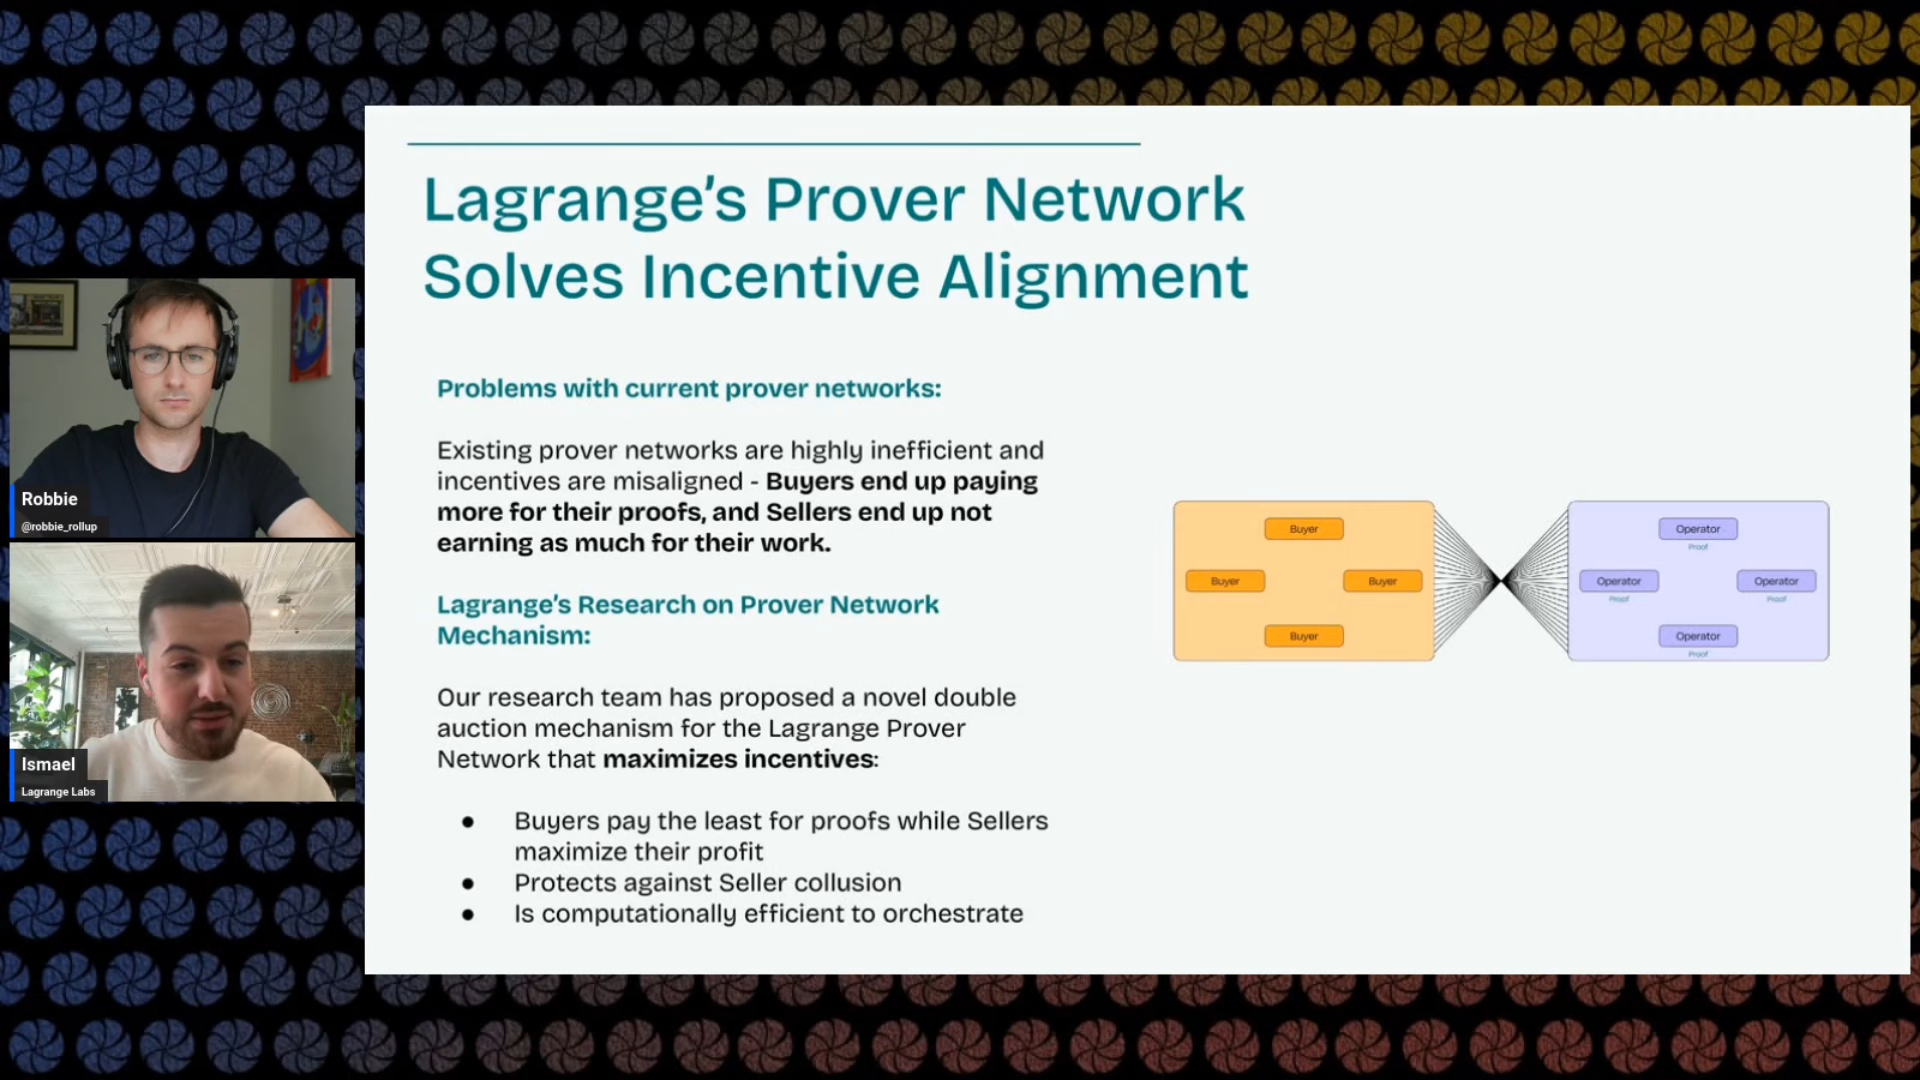 Lagrange’s Prover Network
Solves Incentive Alignment
Problems with current prover networks:
Existing prover networks are highly inefficient and
incentives are misaligned - Buyers end up paying
more for their proofs, and Sellers end up not
earning as much for their work.
Lagrange’s Research on Prover Network
Mechanism:
Our research team has proposed a novel double
auction mechanism for the Lagrange Prover
Network that maximizes incentives:
● Buyers pay the least for proofs while Sellers
maximize their profit
● Protects against Seller collusion
● Is computationally efficient to orchestrate
Buyer
Buyer
Buyer
Buyer
Operator
Proof
Operator
Proof
Operator
Proof
Operator
Proof
Robbie
@robbie_rollup
Ismael
Lagrange Labs